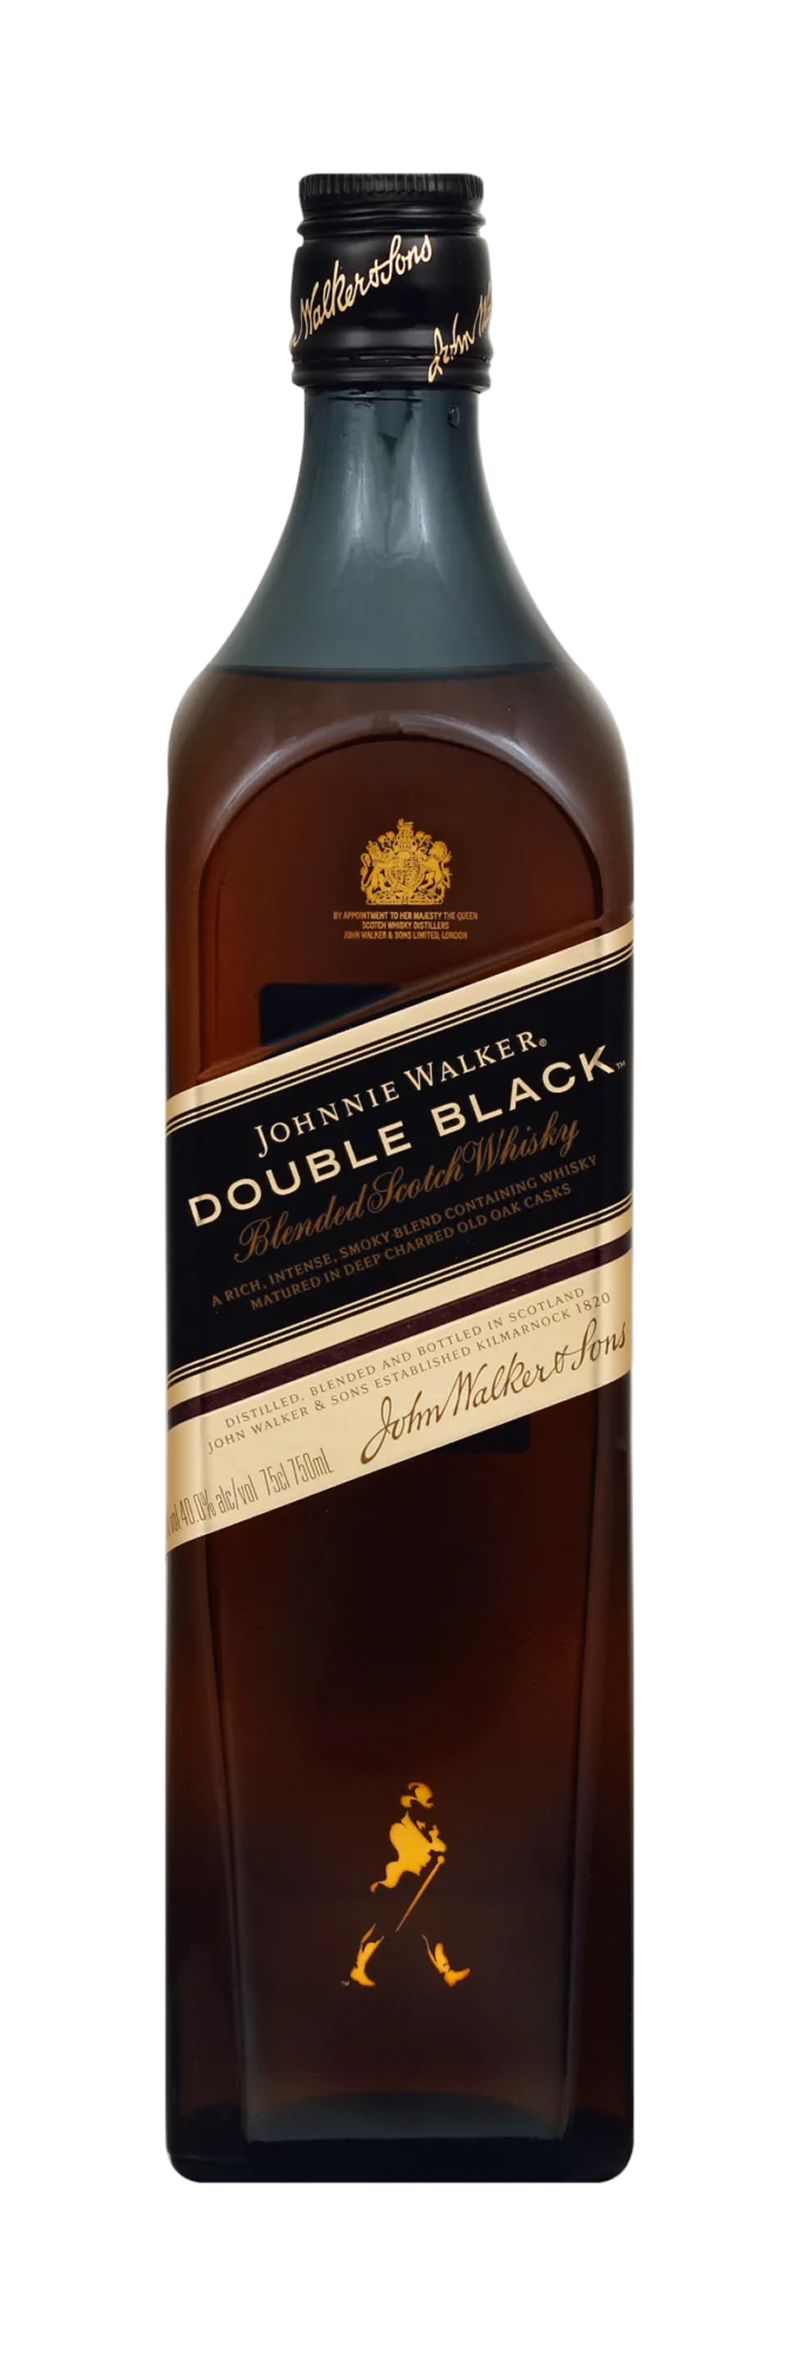 Walker & Sons
John W
BY APPOINTMENT TO HER MAJESTY THE QUEEN
SCOTCH WHISKY DISTILLERS
JOHN WALKER & SONS LIMITED, LONDON
JOHNNIE WALKER®
DOUBLE BLACK™
Blended Scotch Whisky
A RICH, INTENSE, SMOKY BLEND CONTAINING WHISKY
MATURED IN DEEP CHARRED OLD OAK CASKS
DISTILLED, BLENDED AND BOTTLED IN SCOTLAND
JOHN WALKER & SONS ESTABLISHED KILMARNOCK 1820
John Walker & Sons
vol 40.0% alc/vol 75cl 750mL
TM